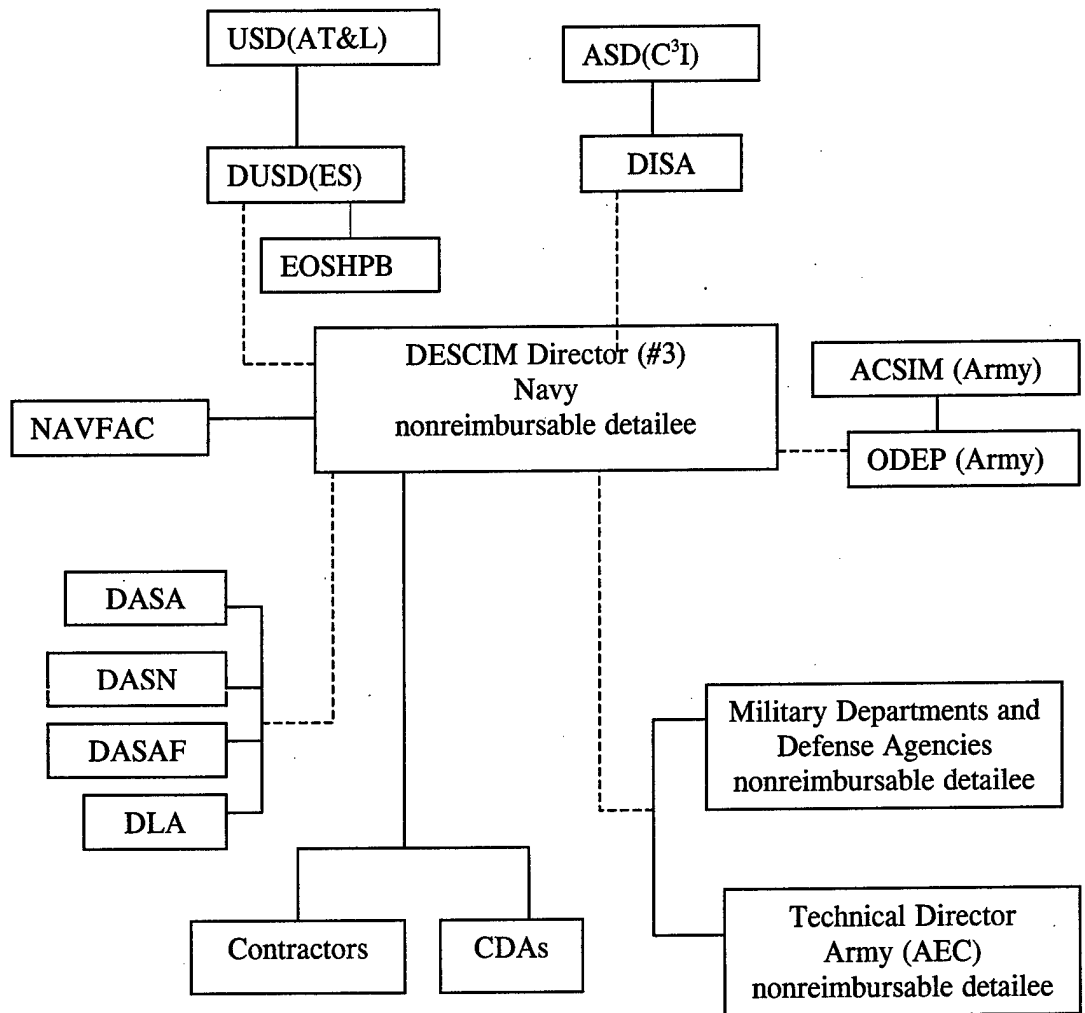 USD(AT&L)
ASD(C³I)
DUSD(ES)
DISA
EOSHPB
DESCIM Director (#3)
Navy
nonreimbursable detailee
ACSIM (Army)
NAVFAC
ODEP (Army)
DASA
DASN
DASAF
DLA
Military Departments and
Defense Agencies
nonreimbursable detailee
Contractors
CDAs
Technical Director
Army (AEC)
nonreimbursable detailee